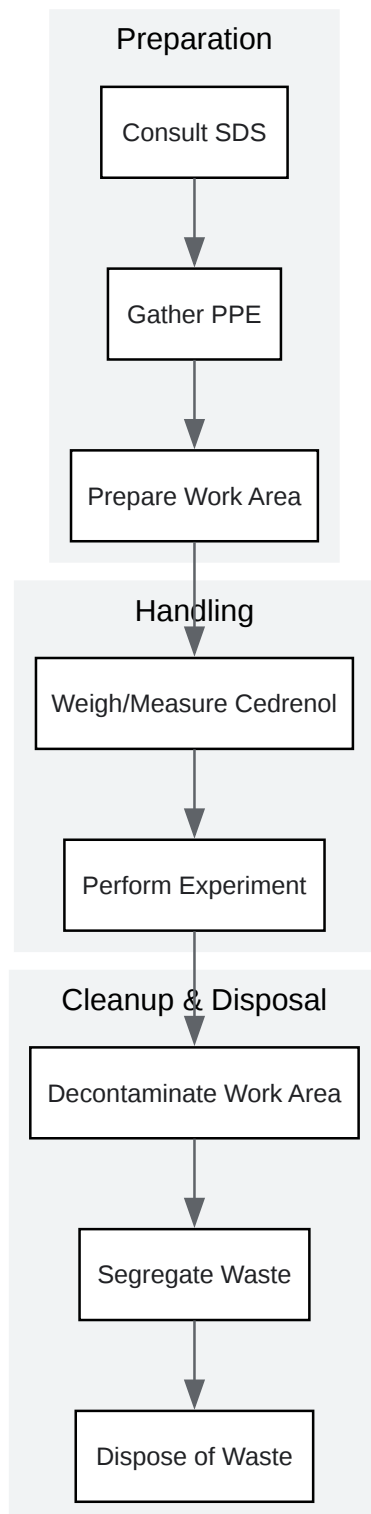 Preparation
Consult SDS
Gather PPE
Prepare Work Area
Handling
Weigh/Measure Cedrenol
Perform Experiment
Cleanup & Disposal
Decontaminate Work Area
Segregate Waste
Dispose of Waste